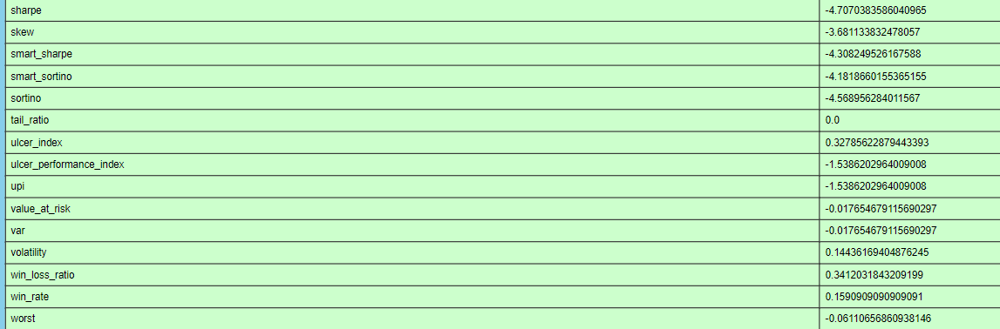 sharpe -4.7070383586040965
skew -3.681133832478057
smart_sharpe -4.308249526167588
smart_sortino -4.1818660155365155
sortino -4.568956284011567
tail_ratio 0.0
ulcer_index 0.32785622879443393
ulcer_performance_index -1.5386202964009008
upi -1.5386202964009008
value_at_risk -0.017654679115690297
var -0.017654679115690297
volatility 0.14436169404876245
win_loss_ratio 0.3412031843209199
win_rate 0.1590909090909091
worst -0.06110656860938146